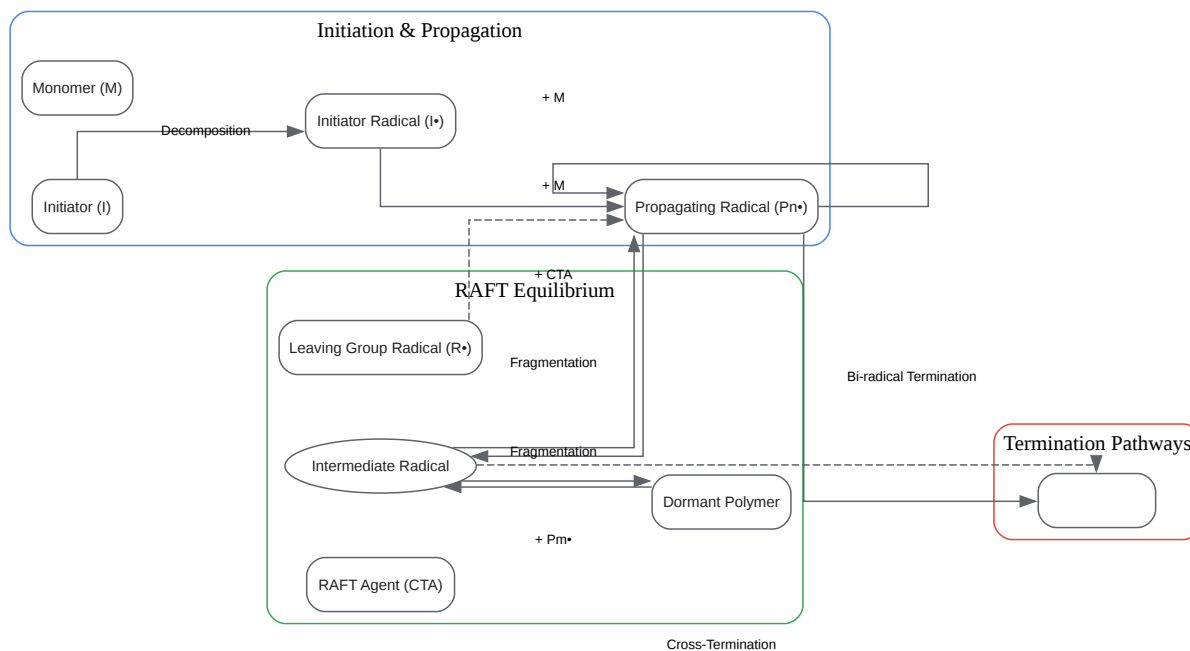 Initiation & Propagation
Monomer (M)
+ M
Initiator Radical (I•)
Decomposition
+ M
Initiator (I)
Propagating Radical (Pn•)
+ CTA
RAFT Equilibrium
Leaving Group Radical (R•)
Fragmentation
Bi-radical Termination
Termination Pathways
Fragmentation
Intermediate Radical
Dormant Polymer
+ Pm•
RAFT Agent (CTA)
Cross-Termination